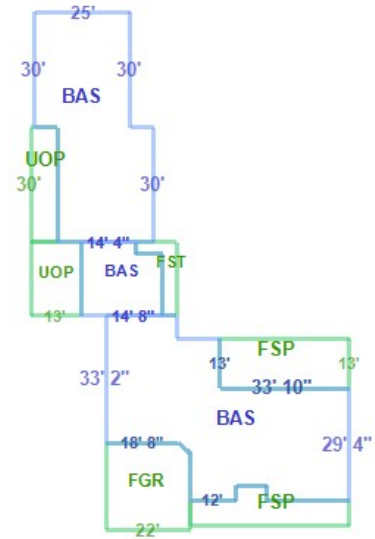 25'
30' 30'
BAS
UOP
30' 30'
14' 4"
FST
UOP BAS
13' 14' 8"
FSP
13' 13'
33' 2" 33' 10"
BAS
18' 8" 29' 4"
FGR
12' FSP
22'